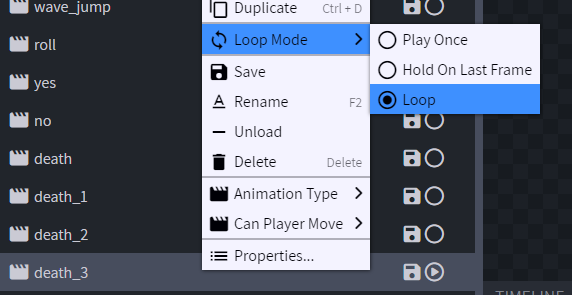 wave_jump
roll
yes
no
death
death_1
death_2
death_3
Duplicate Ctrl + D
Loop Mode
Save
Rename F2
Unload
Delete Delete
Animation Type
Can Player Move
Properties...
Play Once
Hold On Last Frame
Loop
TIMELINE